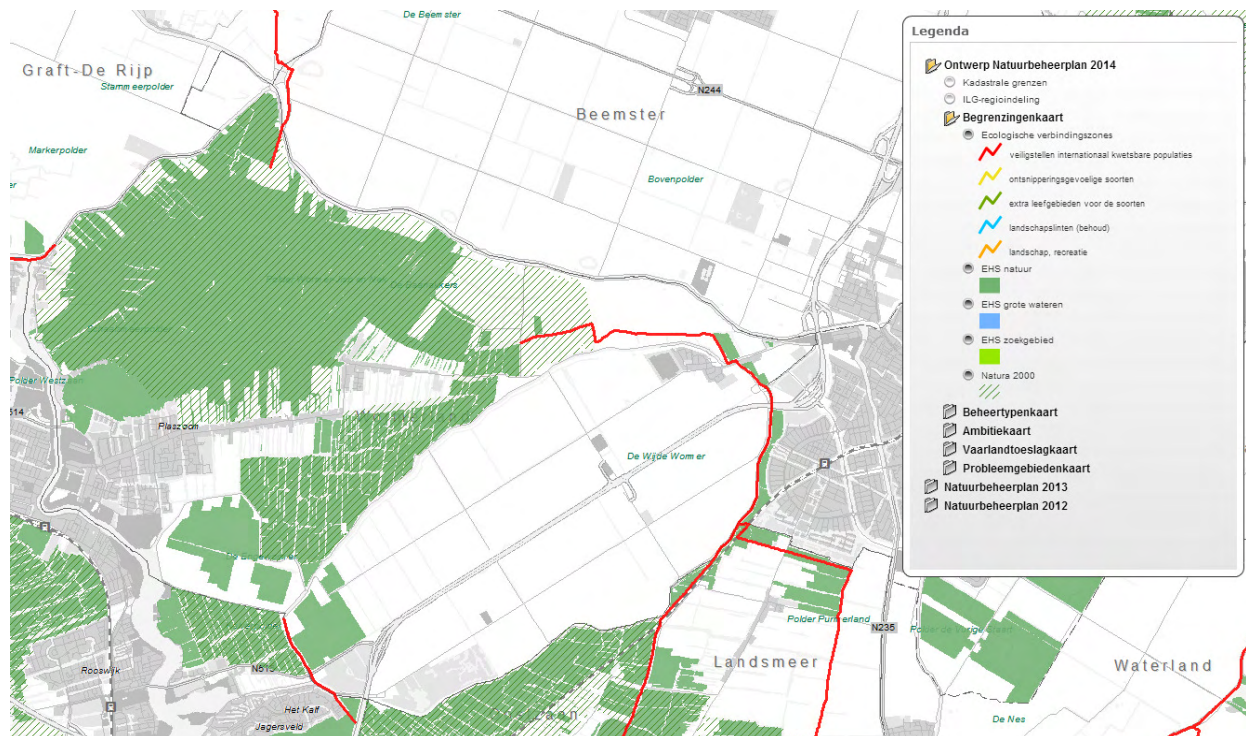 De Beemster
Graft-De Rijp
Stammeerpolder
N244
Beemster
Markerpolder
Bovenpolder
Polder Westzaan
Plaszoom
De Wijde Wormer
Polder Purmerland
N235
Landsmeer
Waterland
Rooswijk
Het Kalf
Jagersveld
De Nes
Legenda
Ontwerp Natuurbeheerplan 2014
Kadastrale grenzen
ILG-regioindeling
Begrenzingenkaart
Ecologische verbindingszones
veiligstellen internationaal kwetsbare populaties
ontsnipperingsgevoelige soorten
extra leefgebieden voor de soorten
landschapslinten (behoud)
landschap, recreatie
EHS natuur
EHS grote wateren
EHS zoekgebied
Natura 2000
Beheertypenkaart
Ambitiekaart
Vaarlandtoeslagkaart
Probleemgebiedenkaart
Natuurbeheerplan 2013
Natuurbeheerplan 2012